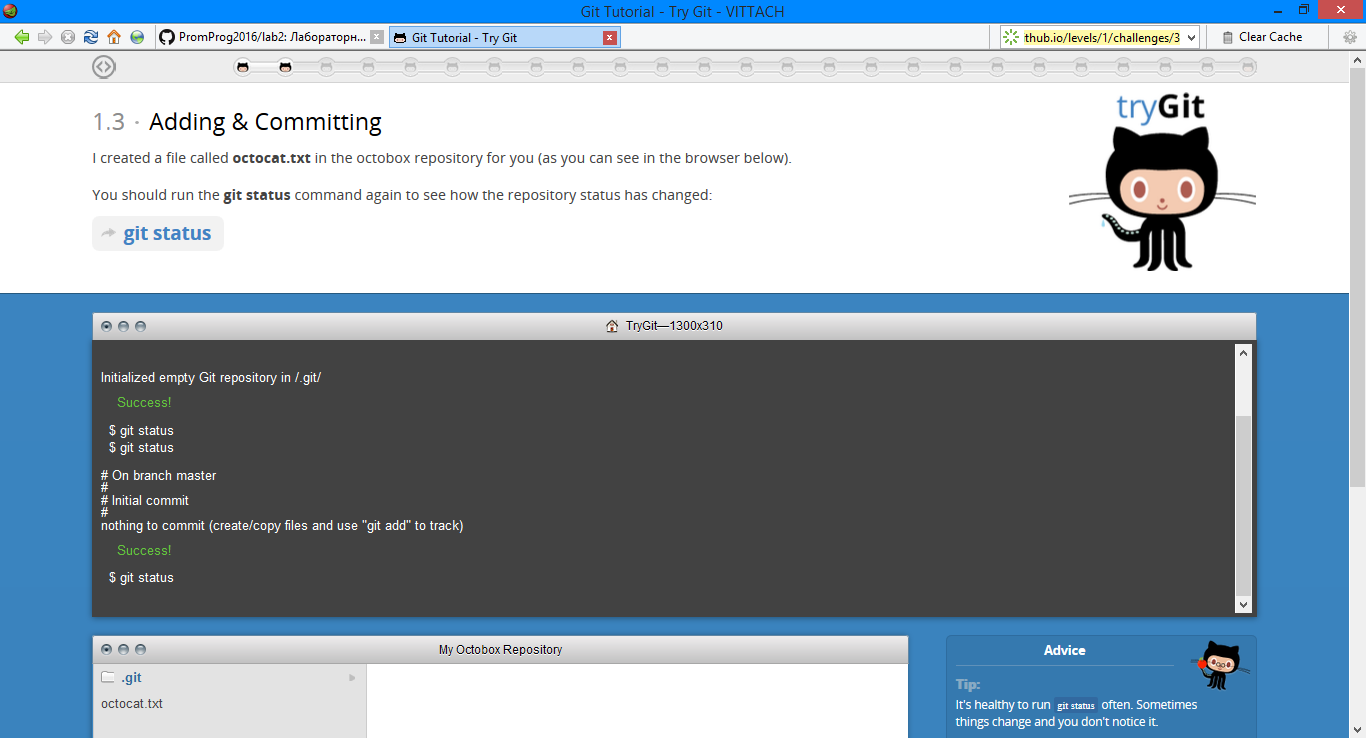 Git Tutorial - Try Git - VITTACH
PromProg2016/lab2: Лабораторн...
Git Tutorial - Try Git
thub.io/levels/1/challenges/3
Clear Cache
tryGit
1.3 · Adding & Committing
I created a file called octocat.txt in the octobox repository for you (as you can see in the browser below).
You should run the git status command again to see how the repository status has changed:
git status
TryGit—1300x310
Initialized empty Git repository in /.git/
Success!
$ git status
$ git status
# On branch master
#
# Initial commit
#
nothing to commit (create/copy files and use "git add" to track)
Success!
$ git status
My Octobox Repository
.git
octocat.txt
Advice
Tip:
It's healthy to run git status often. Sometimes
things change and you don't notice it.